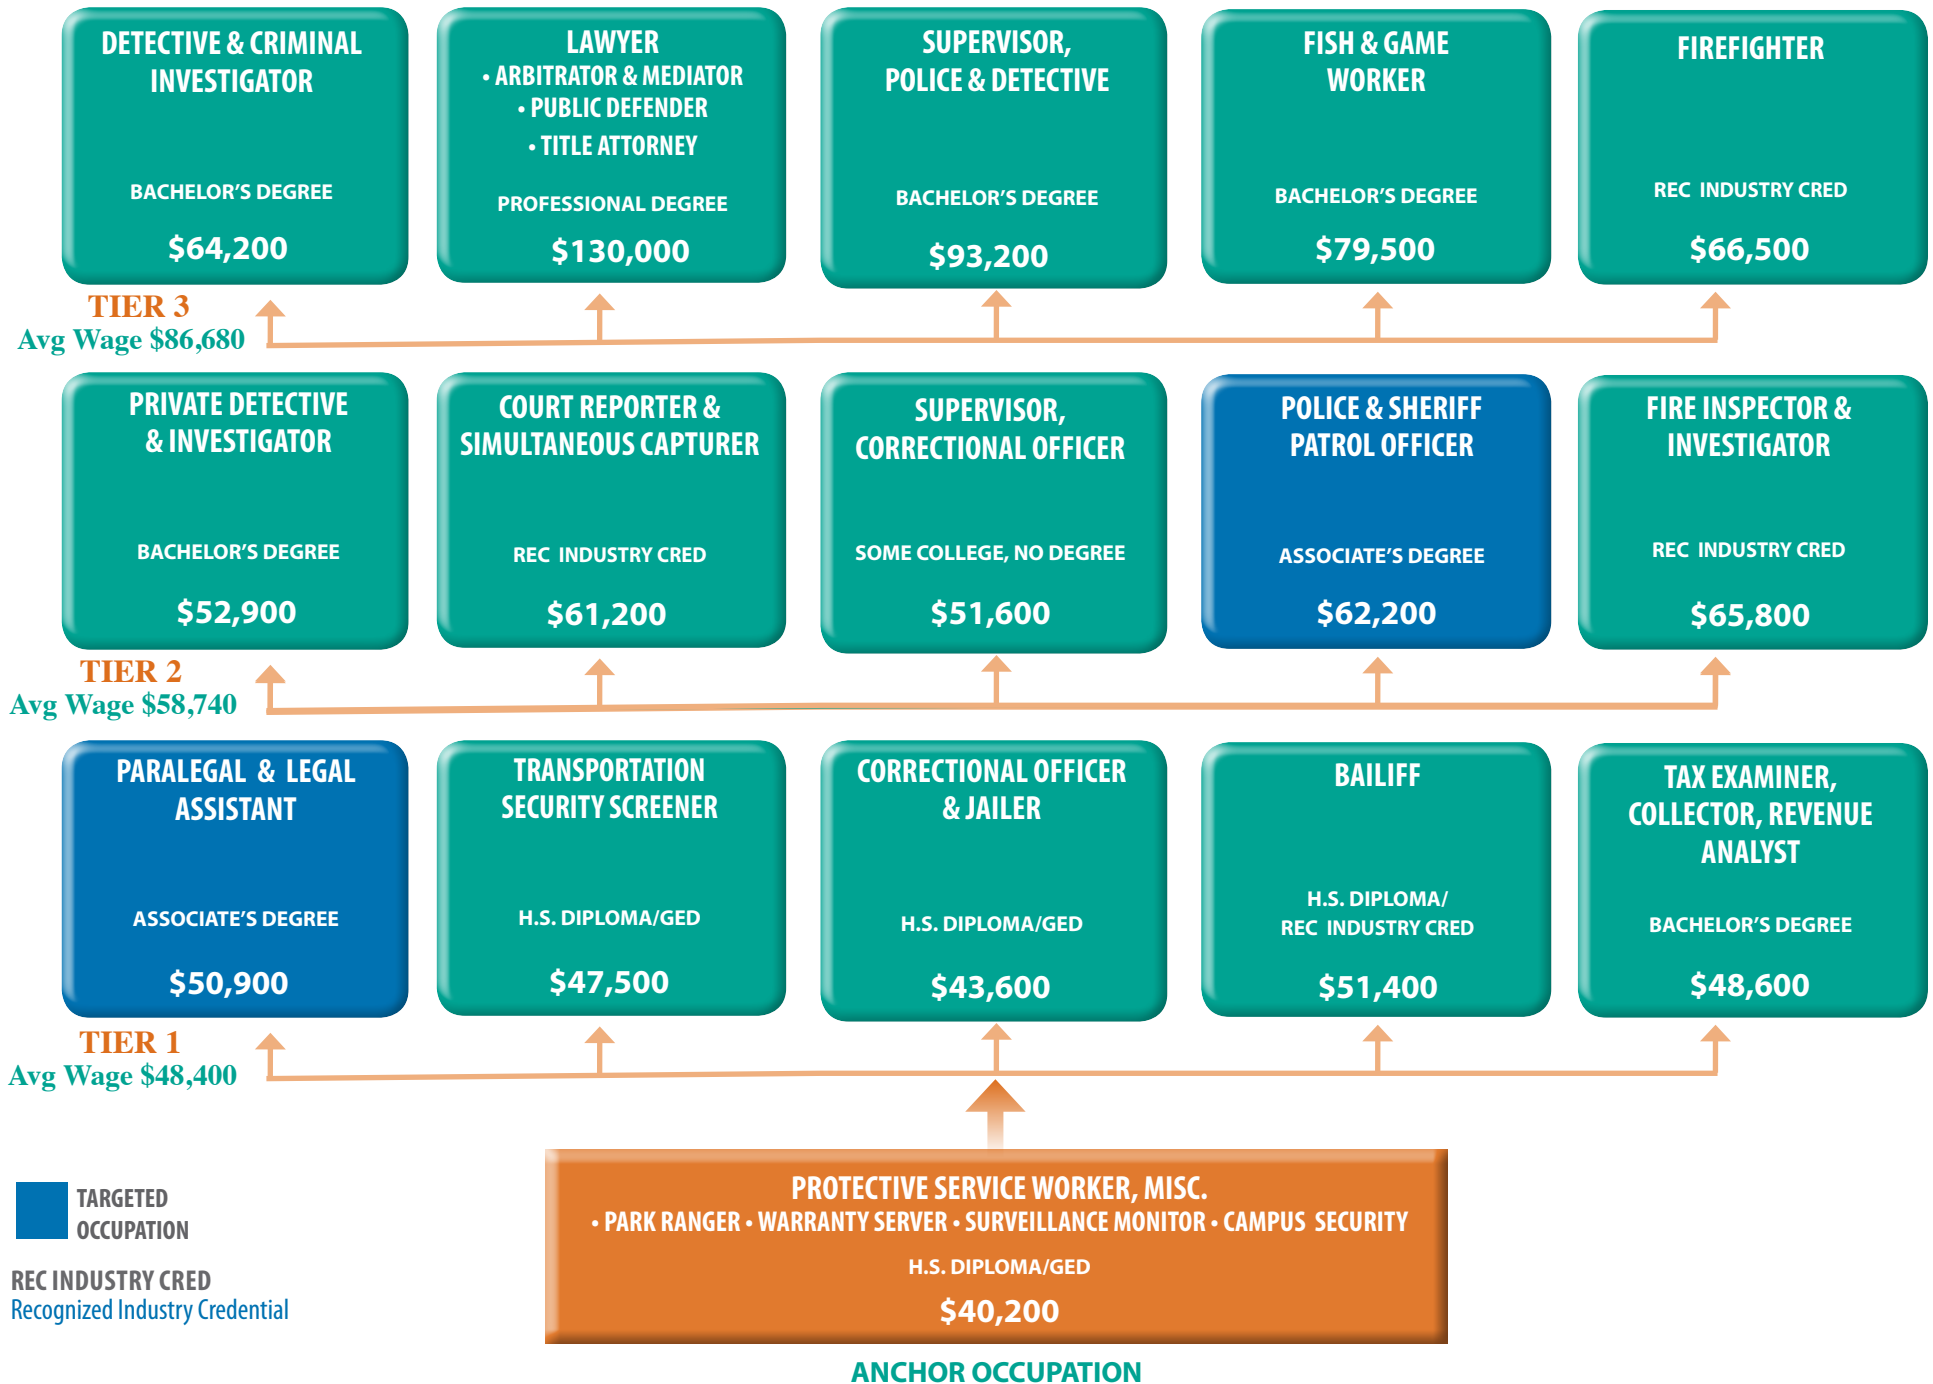 DETECTIVE & CRIMINAL
INVESTIGATOR
BACHELOR'S DEGREE
$64,200
LAWYER
• ARBITRATOR & MEDIATOR
• PUBLIC DEFENDER
• TITLE ATTORNEY
PROFESSIONAL DEGREE
$130,000
SUPERVISOR,
POLICE & DETECTIVE
BACHELOR'S DEGREE
$93,200
FISH & GAME
WORKER
BACHELOR'S DEGREE
$79,500
FIREFIGHTER
REC INDUSTRY CRED
$66,500
TIER 3
Avg Wage $86,680
PRIVATE DETECTIVE
& INVESTIGATOR
BACHELOR'S DEGREE
$52,900
COURT REPORTER &
SIMULTANEOUS CAPTURER
REC INDUSTRY CRED
$61,200
SUPERVISOR,
CORRECTIONAL OFFICER
SOME COLLEGE, NO DEGREE
$51,600
POLICE & SHERIFF
PATROL OFFICER
ASSOCIATE'S DEGREE
$62,200
FIRE INSPECTOR &
INVESTIGATOR
REC INDUSTRY CRED
$65,800
TIER 2
Avg Wage $58,740
PARALEGAL & LEGAL
ASSISTANT
ASSOCIATE'S DEGREE
$50,900
TRANSPORTATION
SECURITY SCREENER
H.S. DIPLOMA/GED
$47,500
CORRECTIONAL OFFICER
& JAILER
H.S. DIPLOMA/GED
$43,600
BAILIFF
H.S. DIPLOMA/
REC INDUSTRY CRED
$51,400
TAX EXAMINER,
COLLECTOR, REVENUE
ANALYST
BACHELOR'S DEGREE
$48,600
TIER 1
Avg Wage $48,400
PROTECTIVE SERVICE WORKER, MISC.
• PARK RANGER • WARRANTY SERVER • SURVEILLANCE MONITOR • CAMPUS SECURITY
H.S. DIPLOMA/GED
$40,200
ANCHOR OCCUPATION
TARGETED
OCCUPATION
REC INDUSTRY CRED
Recognized Industry Credential